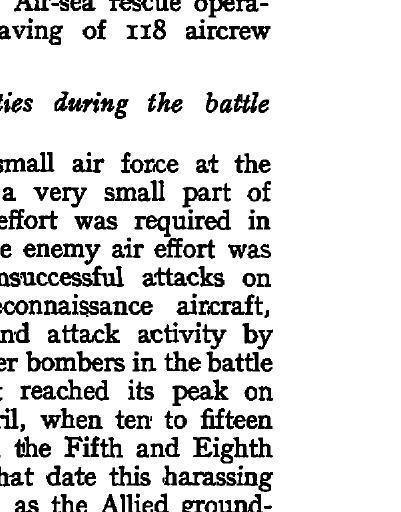 Air-sea rescue opera-
aving of 118 aircrew
ties during the battle
small air force at the
a very small part of
effort was required in
e enemy air effort was
nsuccessful attacks on
econnaissance aircraft,
nd attack activity by
er bombers in the battle
t reached its peak on
ril, when ten to fifteen
the Fifth and Eighth
hat date this harassing
as the Allied ground-